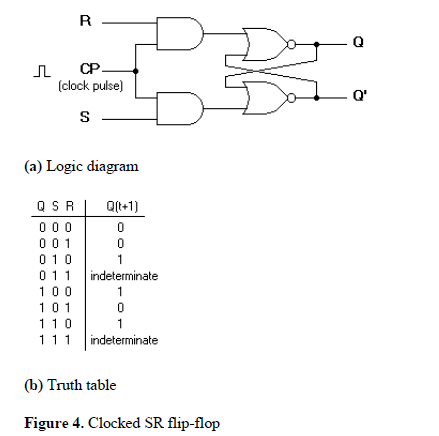 R
Q
CP
(clock pulse)
Q'
S
(a) Logic diagram
Q S R Q(t+1)
0 0 0 0
0 0 1 0
0 1 0 1
0 1 1 indeterminate
1 0 0 1
1 0 1 0
1 1 0 1
1 1 1 indeterminate
(b) Truth table
Figure 4. Clocked SR flip-flop